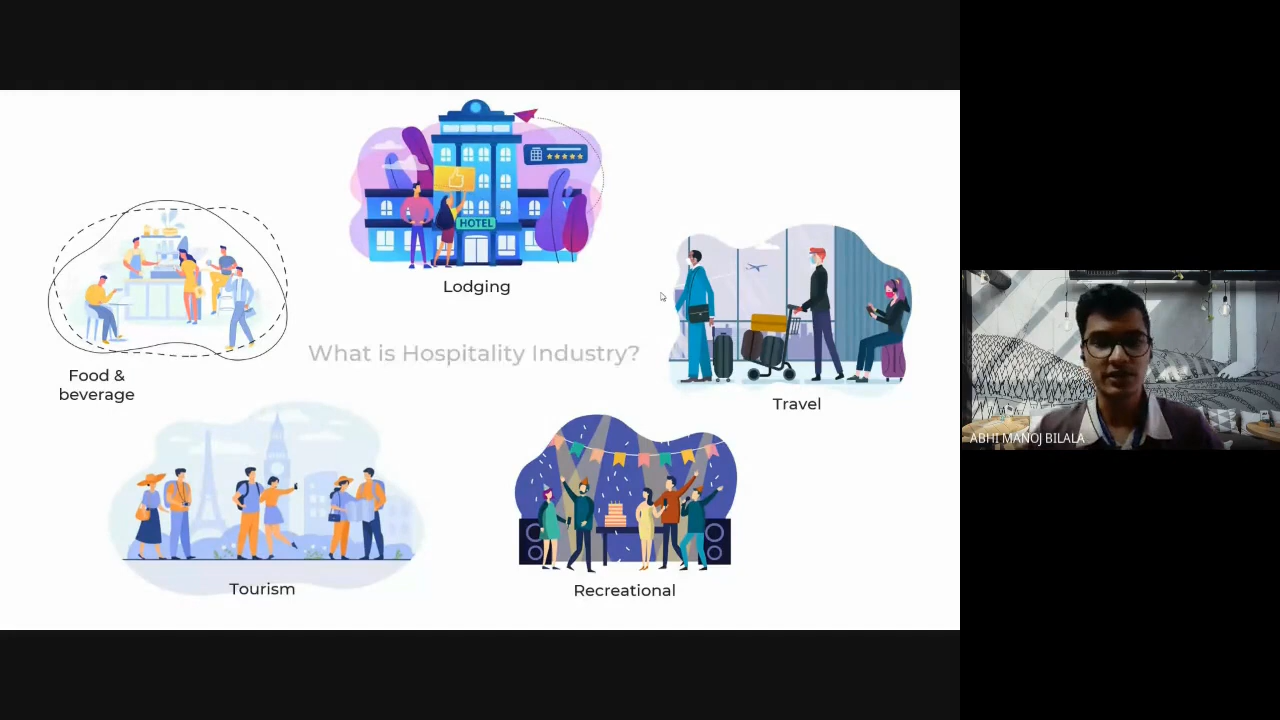 HOTEL
Lodging
What is Hospitality Industry?
Food &
beverage
Travel
Tourism
Recreational
ABHI MANOJ BILALA